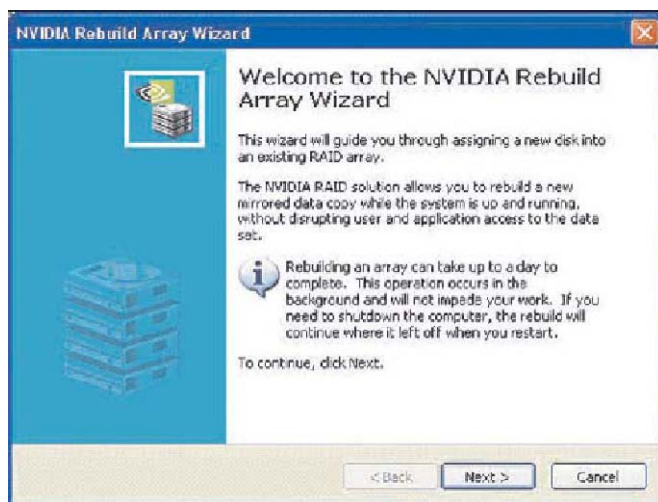 NVIDIA Rebuild Array Wizard
Welcome to the NVIDIA Rebuild
Array Wizard
This wizard will guide you through assigning a new disk into
an existing RAID array.
The NVIDIA RAID solution allows you to rebuild a new
mirrored data copy while the system is up and running,
without disrupting user and application access to the data
set.
Rebuilding an array can take up to a day to
complete. This operation occurs in the
background and will not impede your work. If you
need to shutdown the computer, the rebuild will
continue where it left off when you restart.
To continue, click Next.
< Back
Next >
Cancel